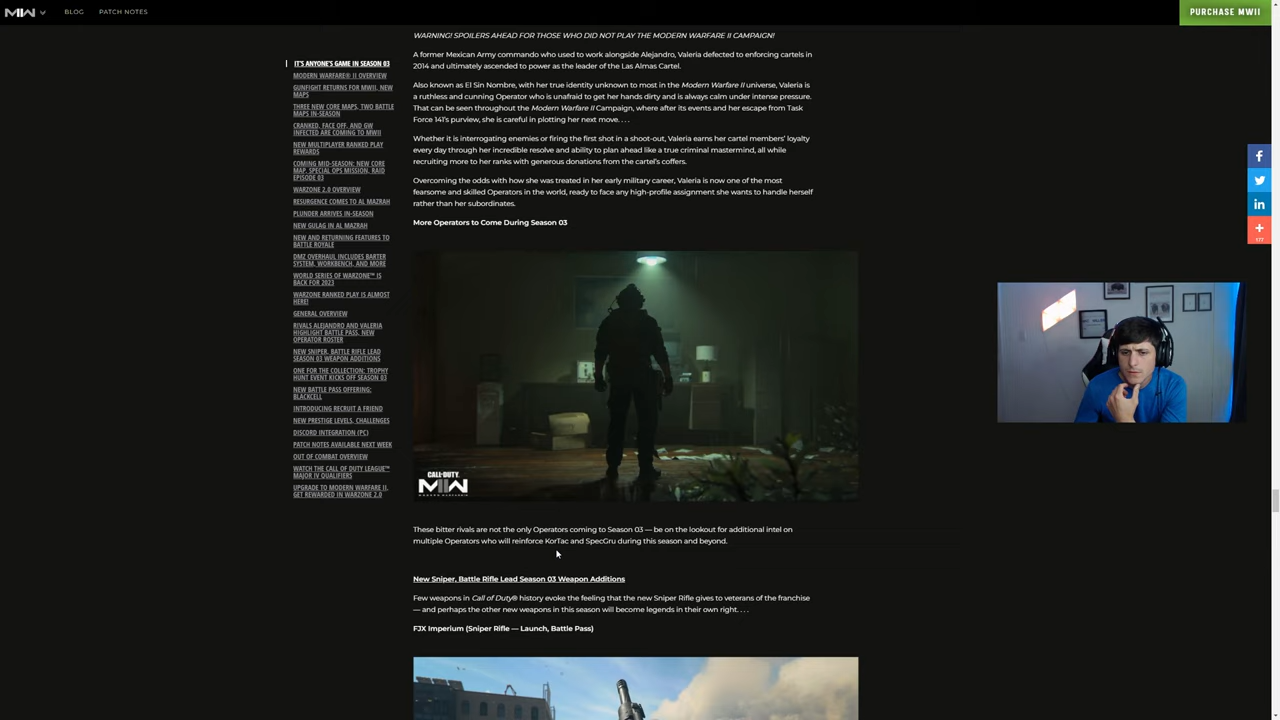 MWII
BLOG
PATCH NOTES
PURCHASE MWII
IT'S ANYONE'S GAME IN SEASON 03
MODERN WARFARE® II OVERVIEW
GUNFIGHT RETURNS FOR MWII, NEW
MAPS
THREE NEW CORE MAPS, TWO BATTLE
MAPS IN-SEASON
CRANKED, FACE OFF, AND GW
INFECTED ARE COMING TO MWII
NEW MULTIPLAYER RANKED PLAY
REWARDS
COMING MID-SEASON: NEW CORE
MAP, SPECIAL OPS MISSION, RAID
EPISODE 03
WARZONE 2.0 OVERVIEW
RESURGENCE COMES TO AL MAZRAH
PLUNDER ARRIVES IN-SEASON
NEW GULAG IN AL MAZRAH
NEW AND RETURNING FEATURES TO
BATTLE ROYALE
DMZ OVERHAUL INCLUDES BARTER
SYSTEM, WORKBENCH, AND MORE
WORLD SERIES OF WARZONE™ IS
BACK FOR 2023
WARZONE RANKED PLAY IS ALMOST
HERE!
GENERAL OVERVIEW
RIVALS ALEJANDRO AND VALERIA
HIGHLIGHT BATTLE PASS, NEW
OPERATOR ROSTER
NEW SNIPER, BATTLE RIFLE LEAD
SEASON 03 WEAPON ADDITIONS
ONE FOR THE COLLECTION: TROPHY
HUNT EVENT KICKS OFF SEASON 03
NEW BATTLE PASS OFFERING:
BLACKCELL
INTRODUCING RECRUIT A FRIEND
NEW PRESTIGE LEVELS, CHALLENGES
DISCORD INTEGRATION (PC)
PATCH NOTES AVAILABLE NEXT WEEK
OUT OF COMBAT OVERVIEW
WATCH THE CALL OF DUTY LEAGUE™
MAJOR IV QUALIFIERS
UPGRADE TO MODERN WARFARE II,
GET REWARDED IN WARZONE 2.0
WARNING! SPOILERS AHEAD FOR THOSE WHO DID NOT PLAY THE MODERN WARFARE II CAMPAIGN!
A former Mexican Army commando who used to work alongside Alejandro, Valeria defected to enforcing cartels in
2014 and ultimately ascended to power as the leader of the Las Almas Cartel.
Also known as El Sin Nombre, with her true identity unknown to most in the Modern Warfare II universe, Valeria is
a ruthless and cunning Operator who is unafraid to get her hands dirty and is always calm under intense pressure.
That can be seen throughout the Modern Warfare II Campaign, where after its events and her escape from Task
Force 141's purview, she is careful in plotting her next move. . . .
Whether it is interrogating enemies or firing the first shot in a shoot-out, Valeria earns her cartel members' loyalty
every day through her incredible resolve and ability to plan ahead like a true criminal mastermind, all while
recruiting more to her ranks with generous donations from the cartel's coffers.
Overcoming the odds with how she was treated in her early military career, Valeria is now one of the most
fearsome and skilled Operators in the world, ready to face any high-profile assignment she wants to handle herself
rather than her subordinates.
More Operators to Come During Season 03
CALL·DUTY
MWII
MODERN WARFARE II
These bitter rivals are not the only Operators coming to Season 03 — be on the lookout for additional intel on
multiple Operators who will reinforce KorTac and SpecGru during this season and beyond.
New Sniper, Battle Rifle Lead Season 03 Weapon Additions
Few weapons in Call of Duty® history evoke the feeling that the new Sniper Rifle gives to veterans of the franchise
— and perhaps the other new weapons in this season will become legends in their own right. . . .
FJX Imperium (Sniper Rifle — Launch, Battle Pass)
177